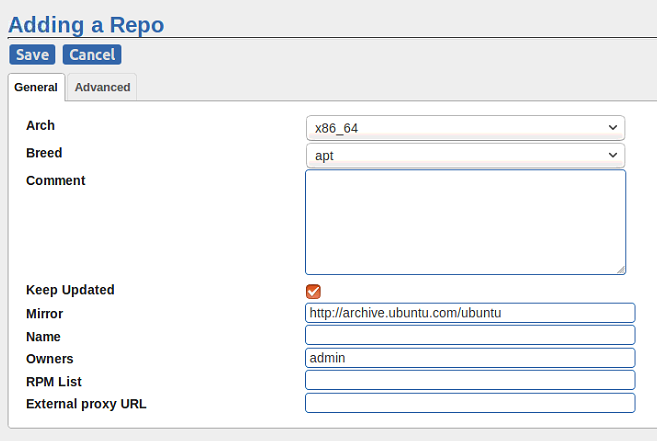 Adding a Repo
Save Cancel
General Advanced
Arch x86_64
Breed apt
Comment
Keep Updated
Mirror http://archive.ubuntu.com/ubuntu
Name
Owners admin
RPM List
External proxy URL